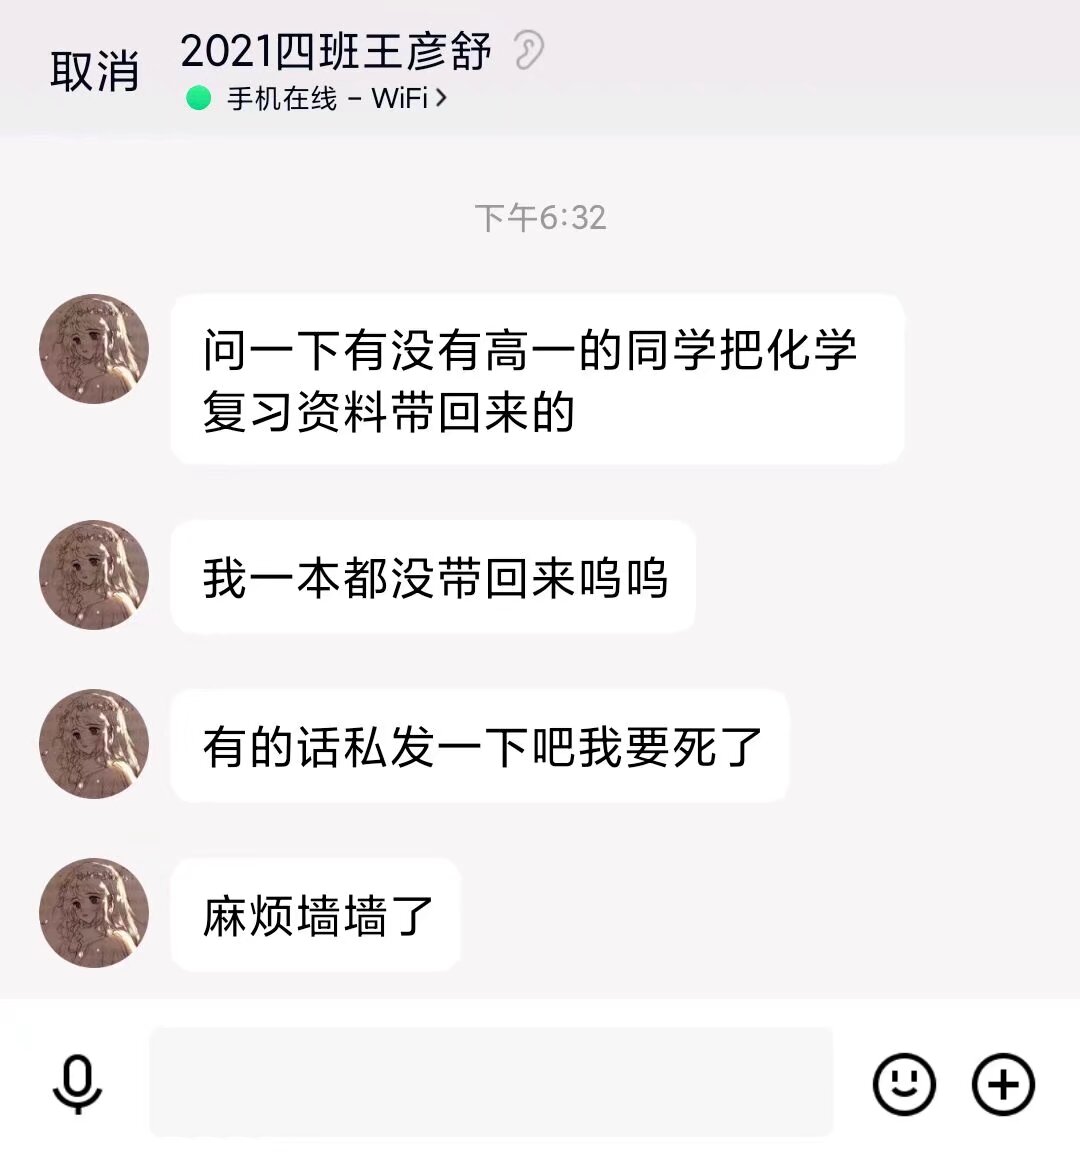 取消
2021四班王彦舒
手机在线 – WiFi
下午6:32
问一下有没有高一的同学把化学
复习资料带回来的
我一本都没带回来呜呜
有的话私发一下吧我要死了
麻烦墙墙了